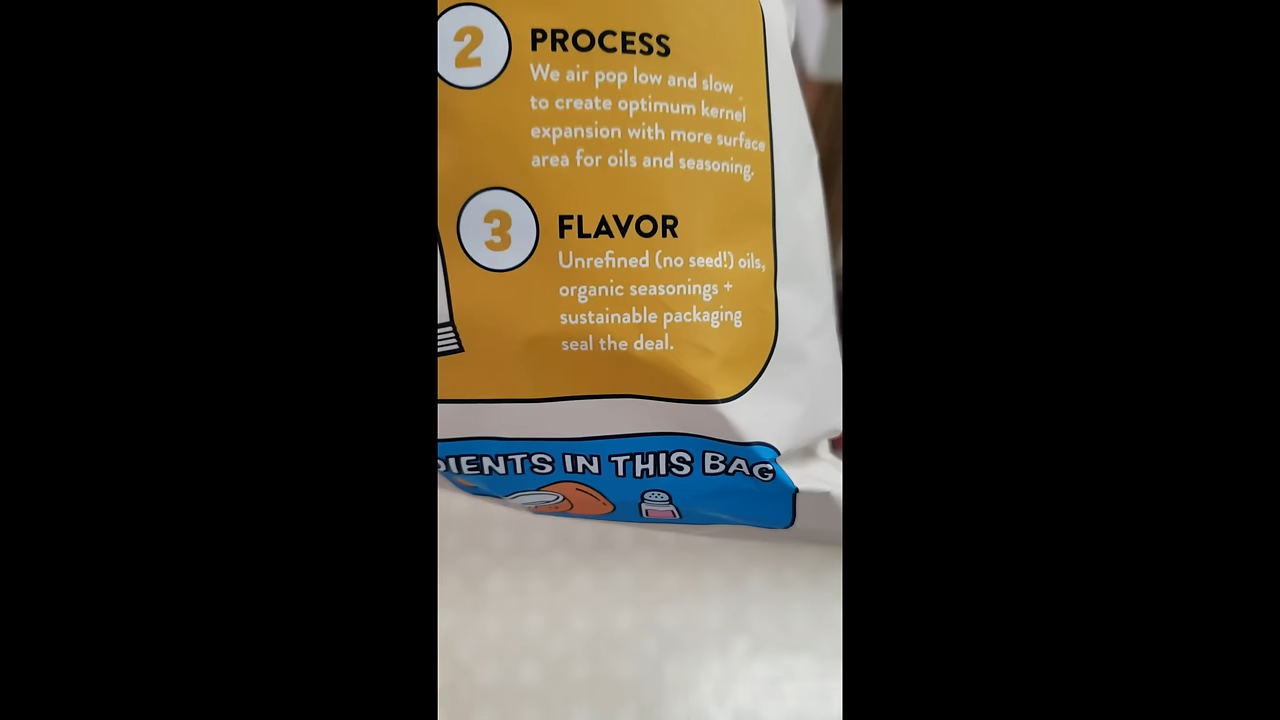 2
PROCESS
We air pop low and slow
to create optimum kernel
expansion with more surface
area for oils and seasoning.
3
FLAVOR
Unrefined (no seed!) oils,
organic seasonings +
sustainable packaging
seal the deal.
IN THIS BAG